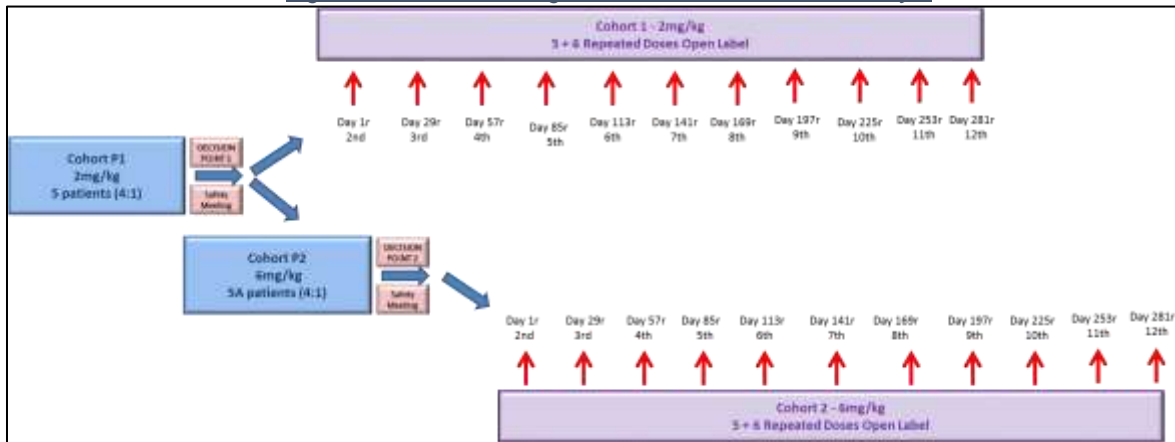 Cohort 1 - 2mg/kg
5 + 6 Repeated Doses Open Label
Day 1r
2nd
Day 29r
3rd
Day 57r
4th
Day 85r
5th
Day 113r
6th
Day 141r
7th
Day 169r
8th
Day 197r
9th
Day 225r
10th
Day 253r
11th
Day 281r
12th
Cohort P1
2mg/kg
5 patients (4:1)
DECISION
POINT 1
Safety
Meeting
Cohort P2
6mg/kg
5A patients (4:1)
DECISION
POINT 2
Safety
Meeting
Day 1r
2nd
Day 29r
3rd
Day 57r
4th
Day 85r
5th
Day 113r
6th
Day 141r
7th
Day 169r
8th
Day 197r
9th
Day 225r
10th
Day 253r
11th
Day 281r
12th
Cohort 2 - 6mg/kg
5 + 6 Repeated Doses Open Label